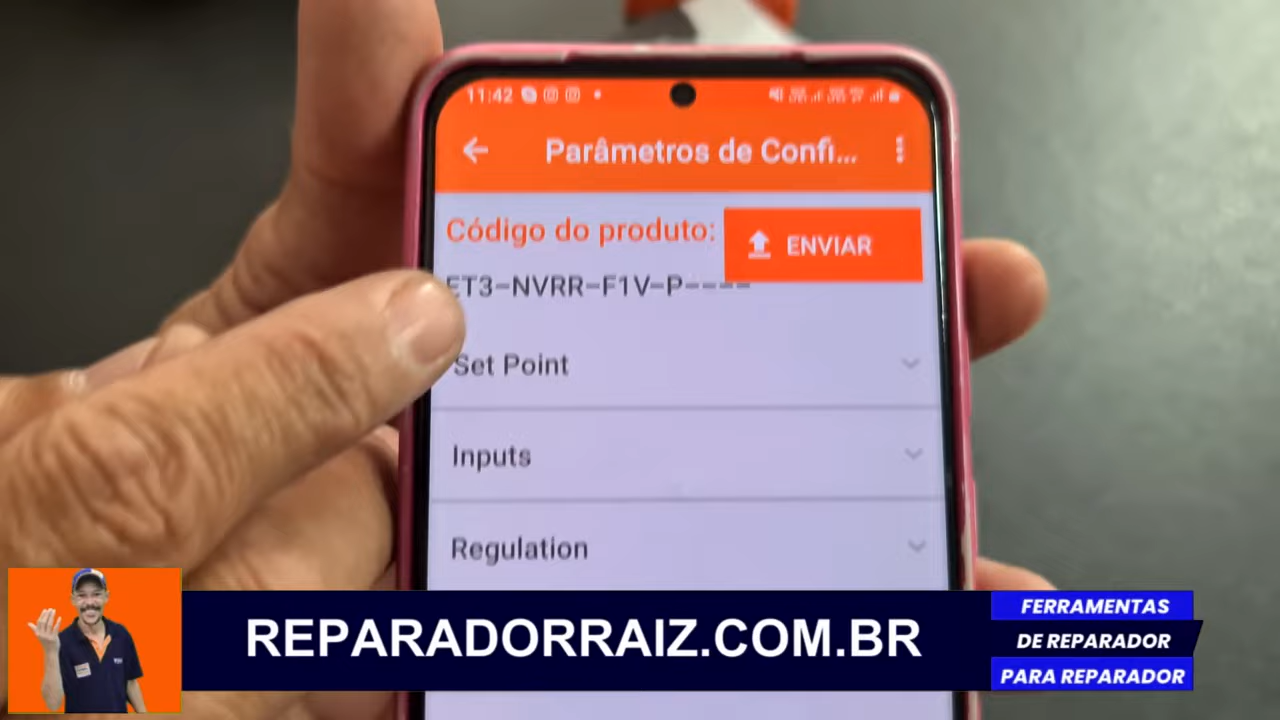 11:42
Parâmetros de Confi...
Código do produto:
ENVIAR
ET3-NVRR-F1V-P----
Set Point
Inputs
Regulation
REPARADORRAIZ.COM.BR
FERRAMENTAS
DE REPARADOR
PARA REPARADOR